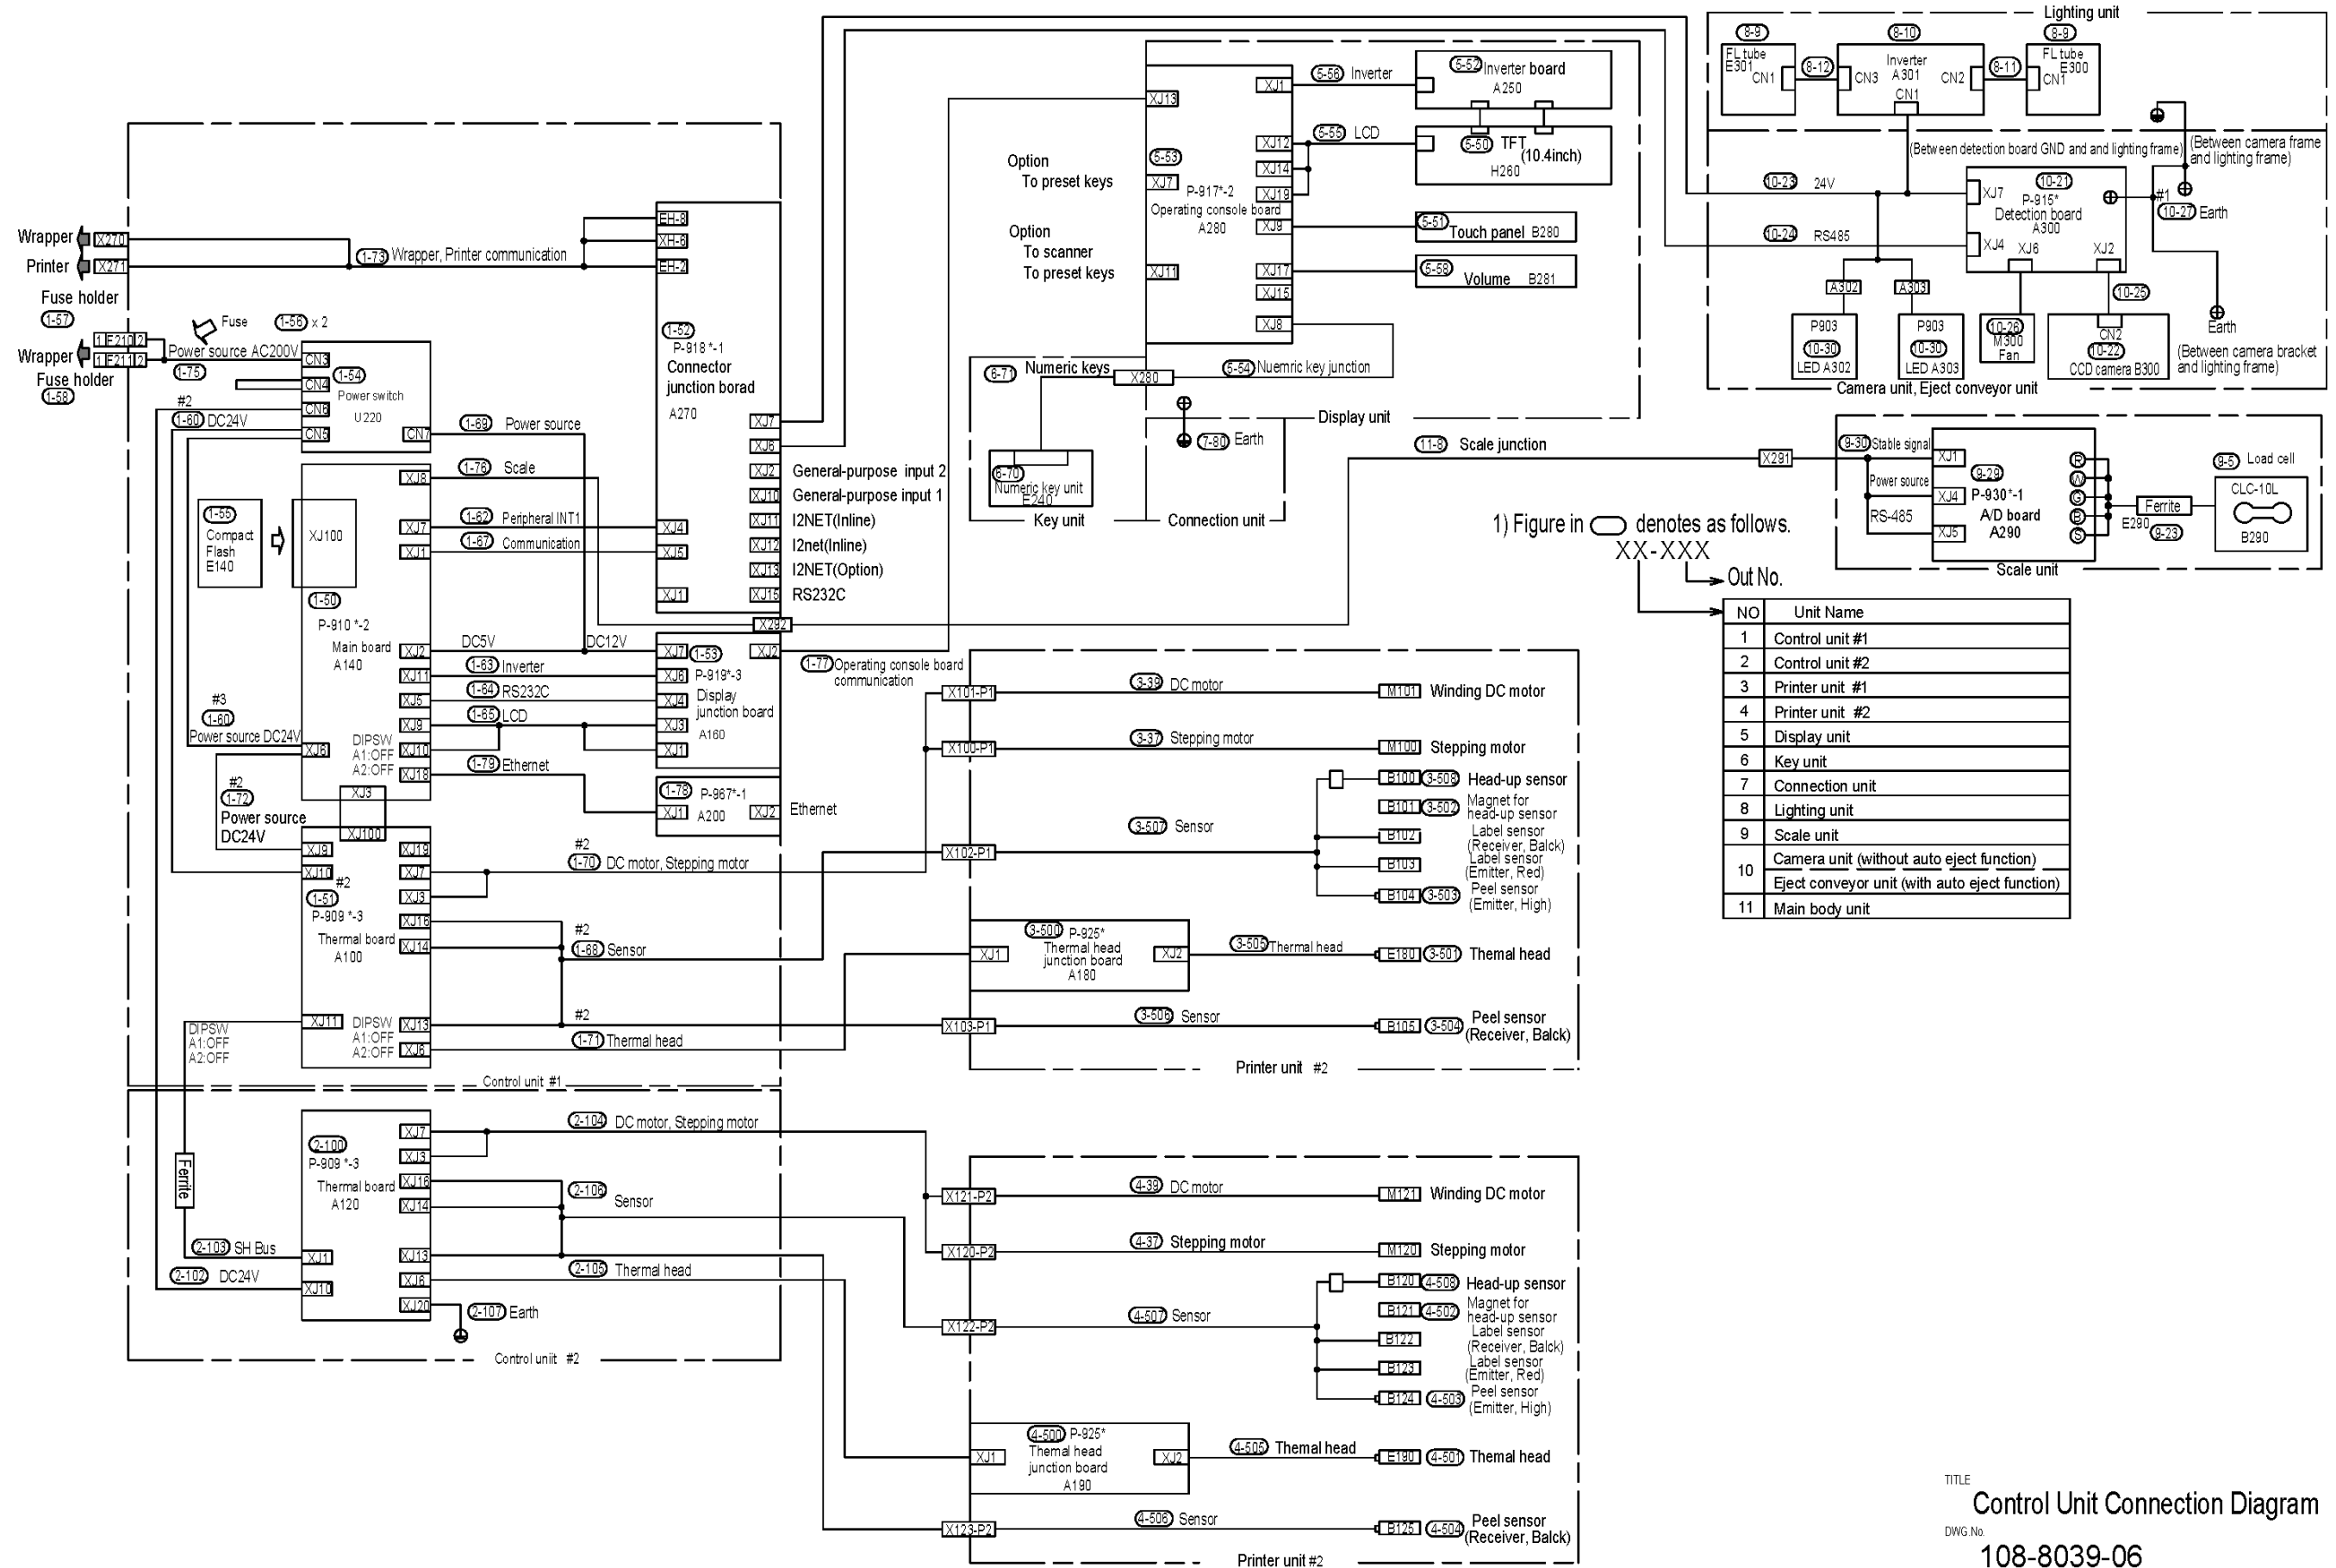 Wrapper
X270
Printer
X271
1-73
Wrapper, Printer communication
Fuse holder
1-57
Fuse
1-56 x 2
1 F210 2
Wrapper
1 F211 2
Power source AC200V
1-75
Fuse holder
1-58
CN3
CN4
CN6
CN5
CN7
1-54
Power switch
U220
#2
1-60 DC24V
1-69 Power source
1-76 Scale
1-62 Peripheral INT1
1-67 Communication
1-55
Compact
Flash
E140
XJ100
XJ8
XJ7
XJ1
1-50
P-910 *-2
Main board
A140
XJ2
XJ11
XJ5
XJ9
XJ10
XJ18
XJ6
DIPSW
A1:OFF
A2:OFF
DC5V
DC12V
1-63 Inverter
1-64 RS232C
1-65 LCD
1-79 Ethernet
#3
1-60
Power source DC24V
#2
1-72
Power source
DC24V
XJ3
XJ100
XJ9
XJ10
XJ19
XJ7
XJ3
XJ16
XJ14
#2
1-51
P-909 *-3
Thermal board
A100
XJ11
DIPSW
A1:OFF
A2:OFF
DIPSW
A1:OFF
A2:OFF
XJ13
XJ6
#2
1-70 DC motor, Stepping motor
#2
1-68 Sensor
#2
1-71 Thermal head
Control unit #1
EH-8
XH-6
EH-2
1-52
P-918 *-1
Connector
junction borad
A270
XJ4
XJ5
XJ1
XJ7
XJ6
XJ2 General-purpose input 2
XJ10 General-purpose input 1
XJ11 I2NET(Inline)
XJ12 I2net(Inline)
XJ13 I2NET(Option)
XJ15 RS232C
X292
XJ7 1-53
XJ2
XJ6 P-919*-3
XJ4 Display
junction board
XJ3
A160
XJ1
1-77 Operating console board
communication
1-78 P-967*-1
XJ1 A200 XJ2 Ethernet
2-100
P-909 *-3
Thermal board
A120
XJ7
XJ3
XJ16
XJ14
XJ13
XJ6
XJ20
XJ1
XJ10
Ferrite
2-103 SH Bus
2-102 DC24V
2-104 DC motor, Stepping motor
2-106 Sensor
2-105 Thermal head
2-107 Earth
Control uniit #2
XJ13
5-53
Option
To preset keys
XJ7
P-917*-2
Operating console board
A280
Option
To scanner
To preset keys
XJ11
XJ1
XJ12
XJ14
XJ19
XJ9
XJ17
XJ15
XJ8
5-56 Inverter
5-52 Inverter board
A250
5-55 LCD
5-50 TFT
(10.4inch)
H260
5-51
Touch panel B280
5-58
Volume B281
6-71 Numeric keys
X280
5-54 Nuemric key junction
Display unit
7-80 Earth
6-70
Numeric key unit
E240
Key unit
Connection unit
11-8 Scale junction
X291
Lighting unit
8-9
FL tube
E301
CN1
8-12
8-10
Inverter
A301
CN3
CN2
CN1
8-11
8-9
FL tube
E300
CN1
(Between detection board GND and and lighting frame)
(Between camera frame
and lighting frame)
10-23 24V
10-24 RS485
XJ7
XJ4
10-21
P-915*
Detection board
A300
XJ6
XJ2
#1
10-27 Earth
A302
A303
P903
10-30
LED A302
P903
10-30
LED A303
10-26
M300
Fan
10-25
CN2
10-22
CCD camera B300
Earth
(Between camera bracket
and lighting frame)
Camera unit, Eject conveyor unit
9-30 Stable signal
Power source
RS-485
XJ1
XJ4
XJ5
9-29
P-930*-1
A/D board
A290
R
W
G
B
S
Ferrite
E290 9-23
9-5 Load cell
CLC-10L
B290
Scale unit
1) Figure in denotes as follows.
XX-XXX
Out No.
NO Unit Name
1 Control unit #1
2 Control unit #2
3 Printer unit #1
4 Printer unit #2
5 Display unit
6 Key unit
7 Connection unit
8 Lighting unit
9 Scale unit
10 Camera unit (without auto eject function)
Eject conveyor unit (with auto eject function)
11 Main body unit
X101-P1 3-39 DC motor M101 Winding DC motor
X100-P1 3-37 Stepping motor M100 Stepping motor
B100 3-508 Head-up sensor
B101 3-502 Magnet for
head-up sensor
X102-P1 3-507 Sensor
B102 Label sensor
(Receiver, Balck)
B103 Label sensor
(Emitter, Red)
B104 3-503 Peel sensor
(Emitter, High)
3-500 P-925*
XJ1 Thermal head
junction board
A180
XJ2 3-505 Thermal head E180 3-501 Themal head
X103-P1 3-506 Sensor B105 3-504 Peel sensor
(Receiver, Balck)
Printer unit #2
X121-P2 4-39 DC motor M121 Winding DC motor
X120-P2 4-37 Stepping motor M120 Stepping motor
B120 4-508 Head-up sensor
B121 4-502 Magnet for
head-up sensor
X122-P2 4-507 Sensor
B122 Label sensor
(Receiver, Balck)
B123 Label sensor
(Emitter, Red)
B124 4-503 Peel sensor
(Emitter, High)
4-500 P-925*
XJ1 Themal head
junction board
A190
XJ2 4-505 Themal head E190 4-501 Themal head
X123-P2 4-506 Sensor B125 4-504 Peel sensor
(Receiver, Balck)
Printer unit #2
TITLE
Control Unit Connection Diagram
DWG.No.
108-8039-06